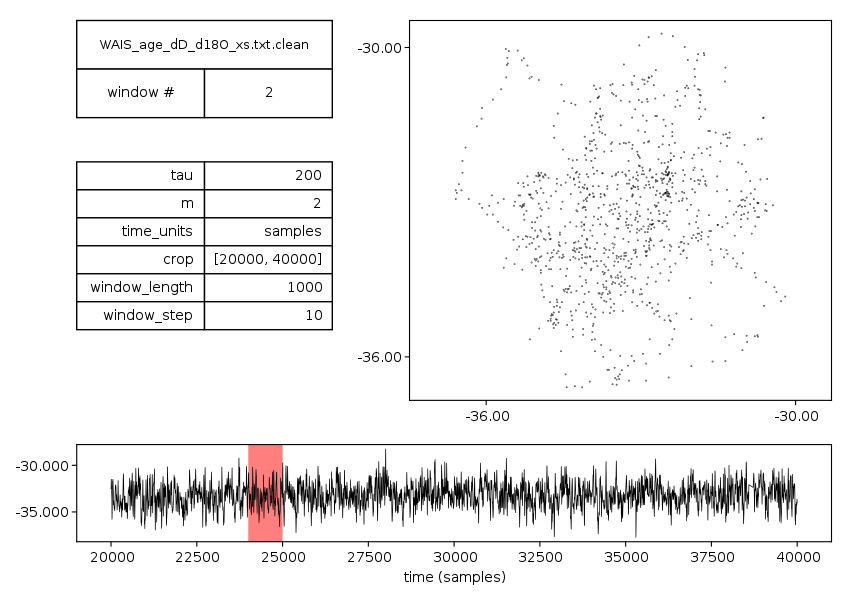 WAIS_age_dD_d18O_xs.txt.clean
window # 2
tau 200
m 2
time_units samples
crop [20000, 40000]
window_length 1000
window_step 10
-30.00
-36.00
-36.00 -30.00
-30.000
-35.000
20000 22500 25000 27500 30000 32500 35000 37500 40000
time (samples)